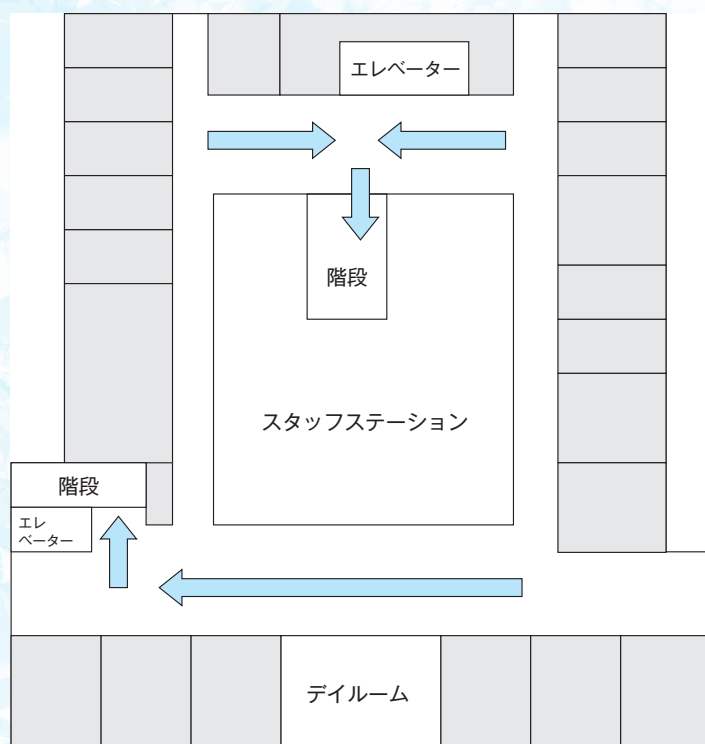 エレベーター
階段
スタッフステーション
階段
エレ
ベーター
デイルーム